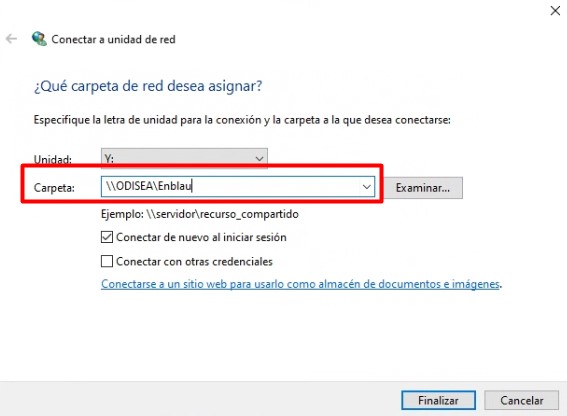 Conectar a unidad de red
¿Qué carpeta de red desea asignar?
Especifique la letra de unidad para la conexión y la carpeta a la que desea conectarse:
Unidad: Y:
Carpeta: \\ODISEA\Enblau Examinar...
Ejemplo: \\servidor\recurso_compartido
Conectar de nuevo al iniciar sesión
Conectar con otras credenciales
Conectarse a un sitio web para usarlo como almacén de documentos e imágenes.
Finalizar Cancelar